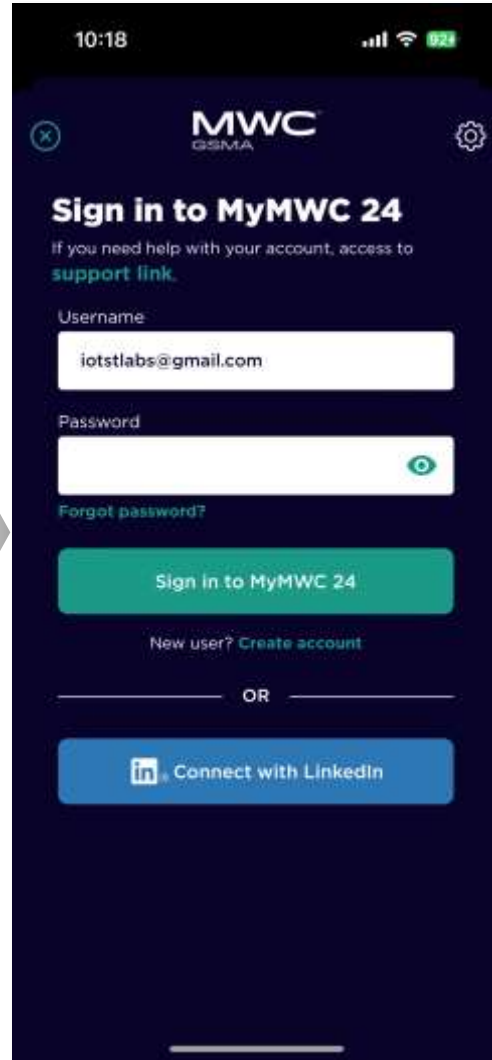 10:18
92
MWC
GSMA
Sign in to MyMWC 24
If you need help with your account, access to
support link.
Username
iotstlabs@gmail.com
Password
Forgot password?
Sign in to MyMWC 24
New user? Create account
OR
in Connect with LinkedIn